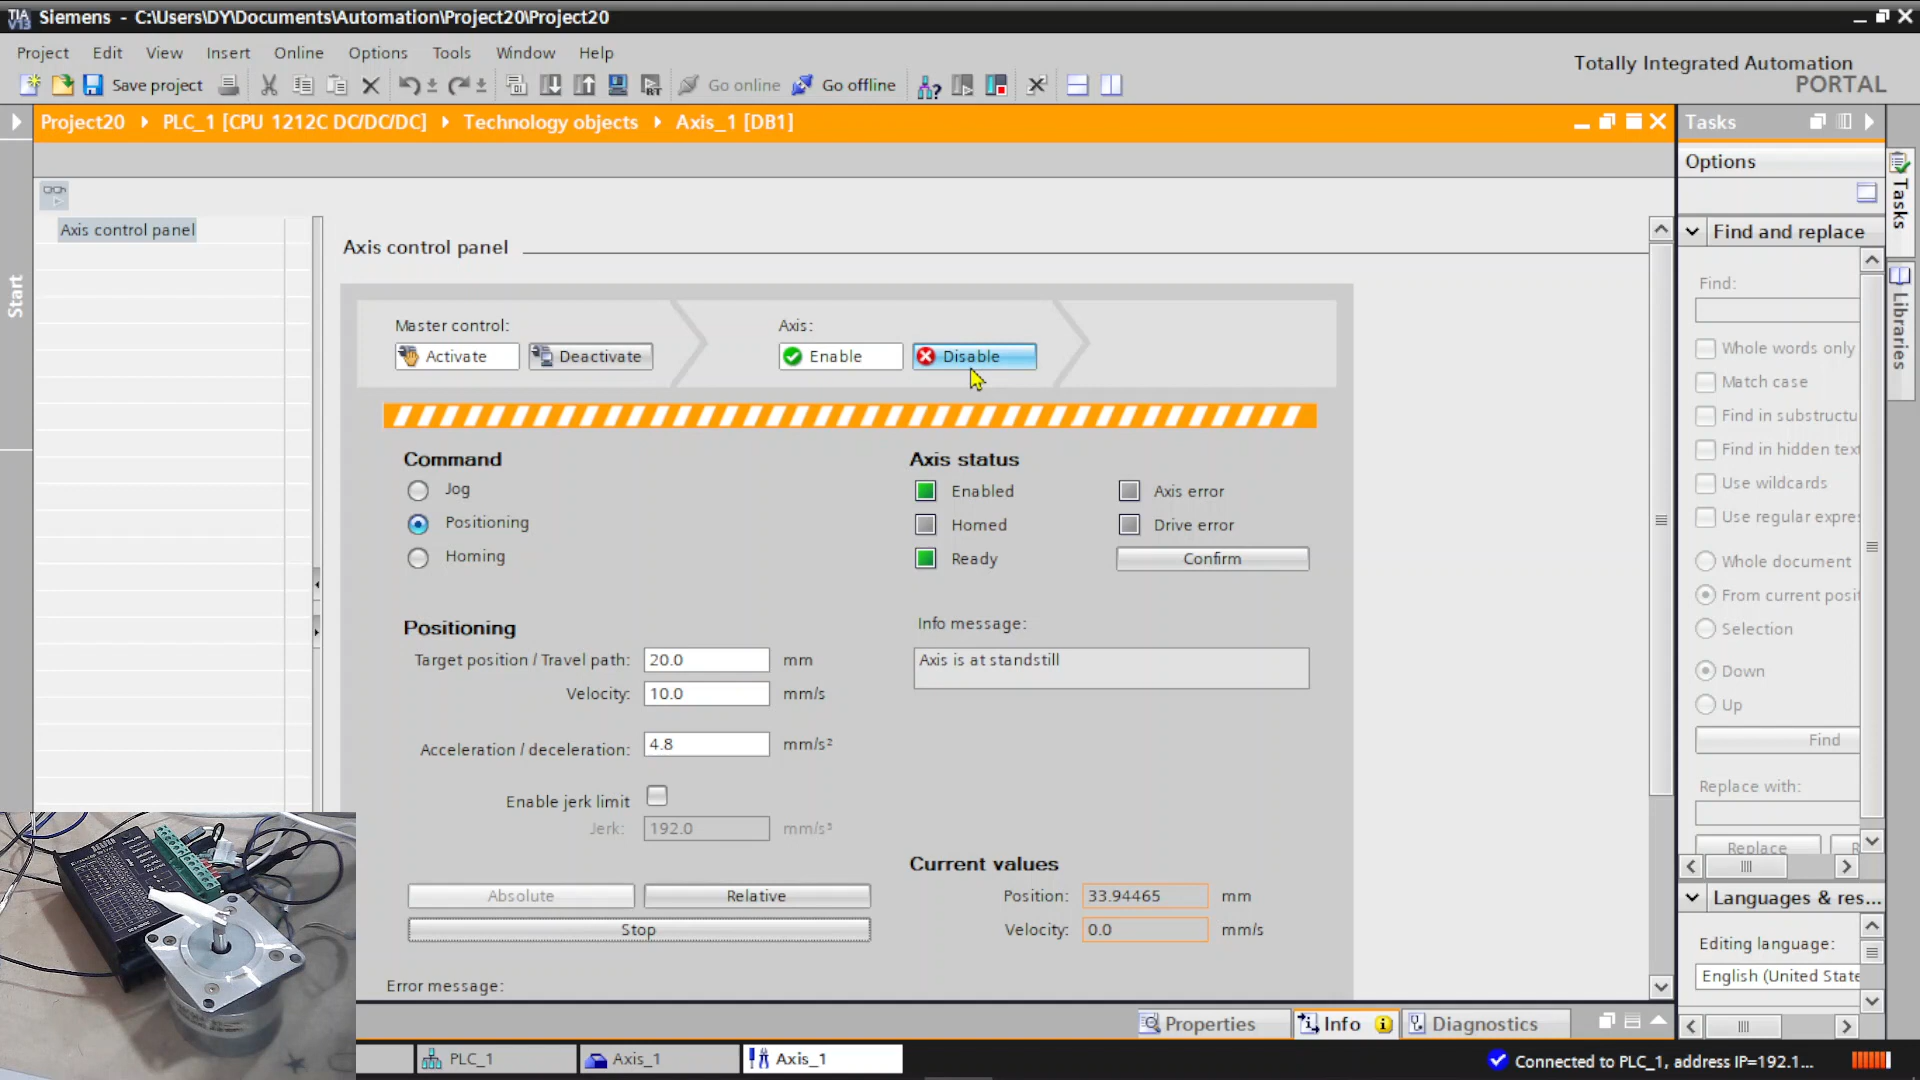 TIA
V13
Siemens - C:\Users\DY\Documents\Automation\Project20\Project20
Project Edit View Insert Online Options Tools Window Help
Totally Integrated Automation
PORTAL
Save project
Go online
Go offline
Project20 PLC_1 [CPU 1212C DC/DC/DC] Technology objects Axis_1 [DB1]
Tasks
Options
Start
Axis control panel
Axis control panel
Master control:
Activate
Deactivate
Axis:
Enable
Disable
Command
Jog
Positioning
Homing
Axis status
Enabled
Axis error
Homed
Drive error
Ready
Confirm
Positioning
Target position / Travel path: 20.0 mm
Velocity: 10.0 mm/s
Acceleration / deceleration: 4.8 mm/s²
Enable jerk limit
Jerk: 192.0 mm/s³
Absolute
Relative
Stop
Info message:
Axis is at standstill
Current values
Position: 33.94465 mm
Velocity: 0.0 mm/s
Error message:
Find and replace
Find:
Whole words only
Match case
Find in substructu
Find in hidden text
Use wildcards
Use regular expre
Whole document
From current posit
Selection
Down
Up
Find
Replace with:
Replace
R
Languages & res...
Editing language:
English (United State
Tasks
Libraries
Properties
Info
Diagnostics
PLC_1
Axis_1
Axis_1
Connected to PLC_1, address IP=192.1...